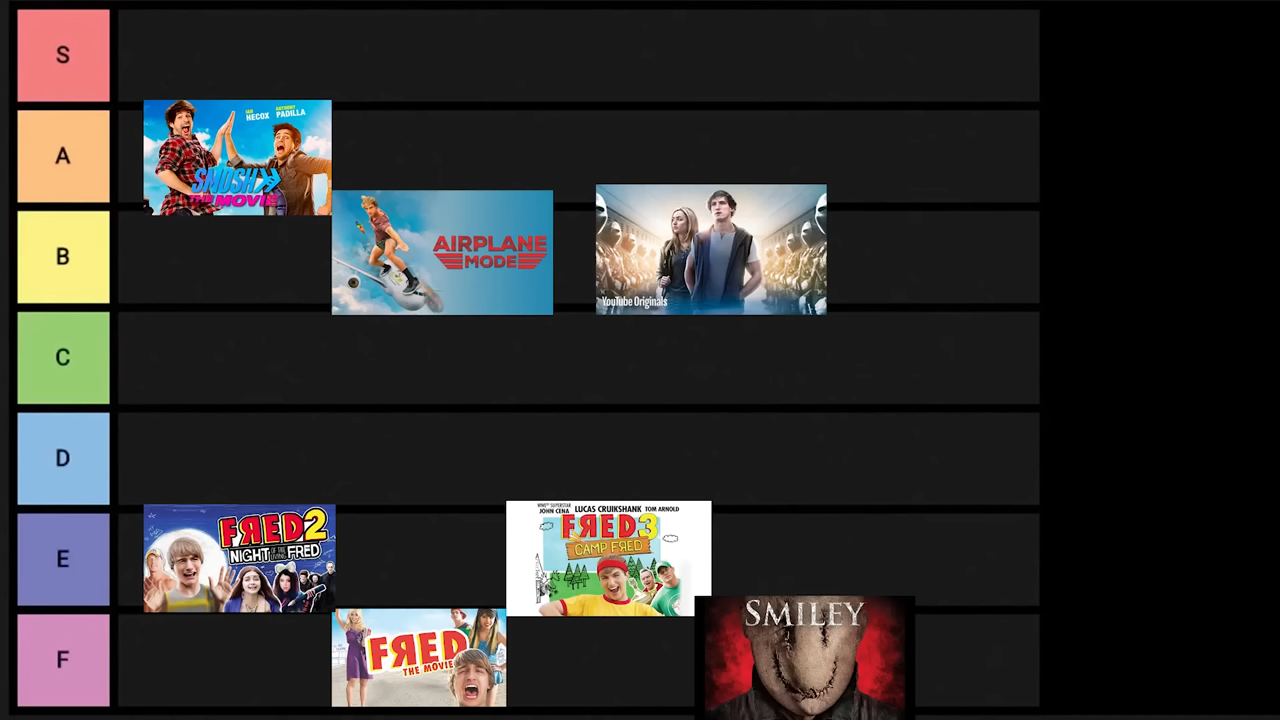 S
A
IAN HECOX ANTHONY PADILLA
SMOSH
THE MOVIE
B
AIRPLANE
MODE
YouTube Originals
C
D
E
FRED 2
NIGHT OF THE LIVING FRED
JOHN CENA LUCAS CRUIKSHANK TOM ARNOLD
FRED 3
CAMP FRED
F
FRED
THE MOVIE
SMILEY